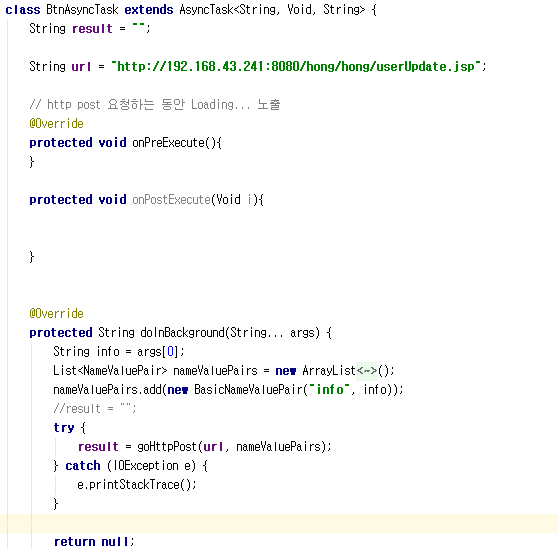 class BtnAsyncTask extends AsyncTask<String, Void, String> {
    String result = "";

    String url = "http://192.168.43.241:8080/hong/hong/userUpdate.jsp";

    // http post 요청하는 동안 Loading... 노출
    @Override
    protected void onPreExecute(){
    }

    protected void onPostExecute(Void i){

    }

    @Override
    protected String doInBackground(String... args) {
        String info = args[0];
        List<NameValuePair> nameValuePairs = new ArrayList<~>();
        nameValuePairs.add(new BasicNameValuePair("info", info));
        //result = "";
        try {
            result = goHttpPost(url, nameValuePairs);
        } catch (IOException e) {
            e.printStackTrace();
        }

        return null;